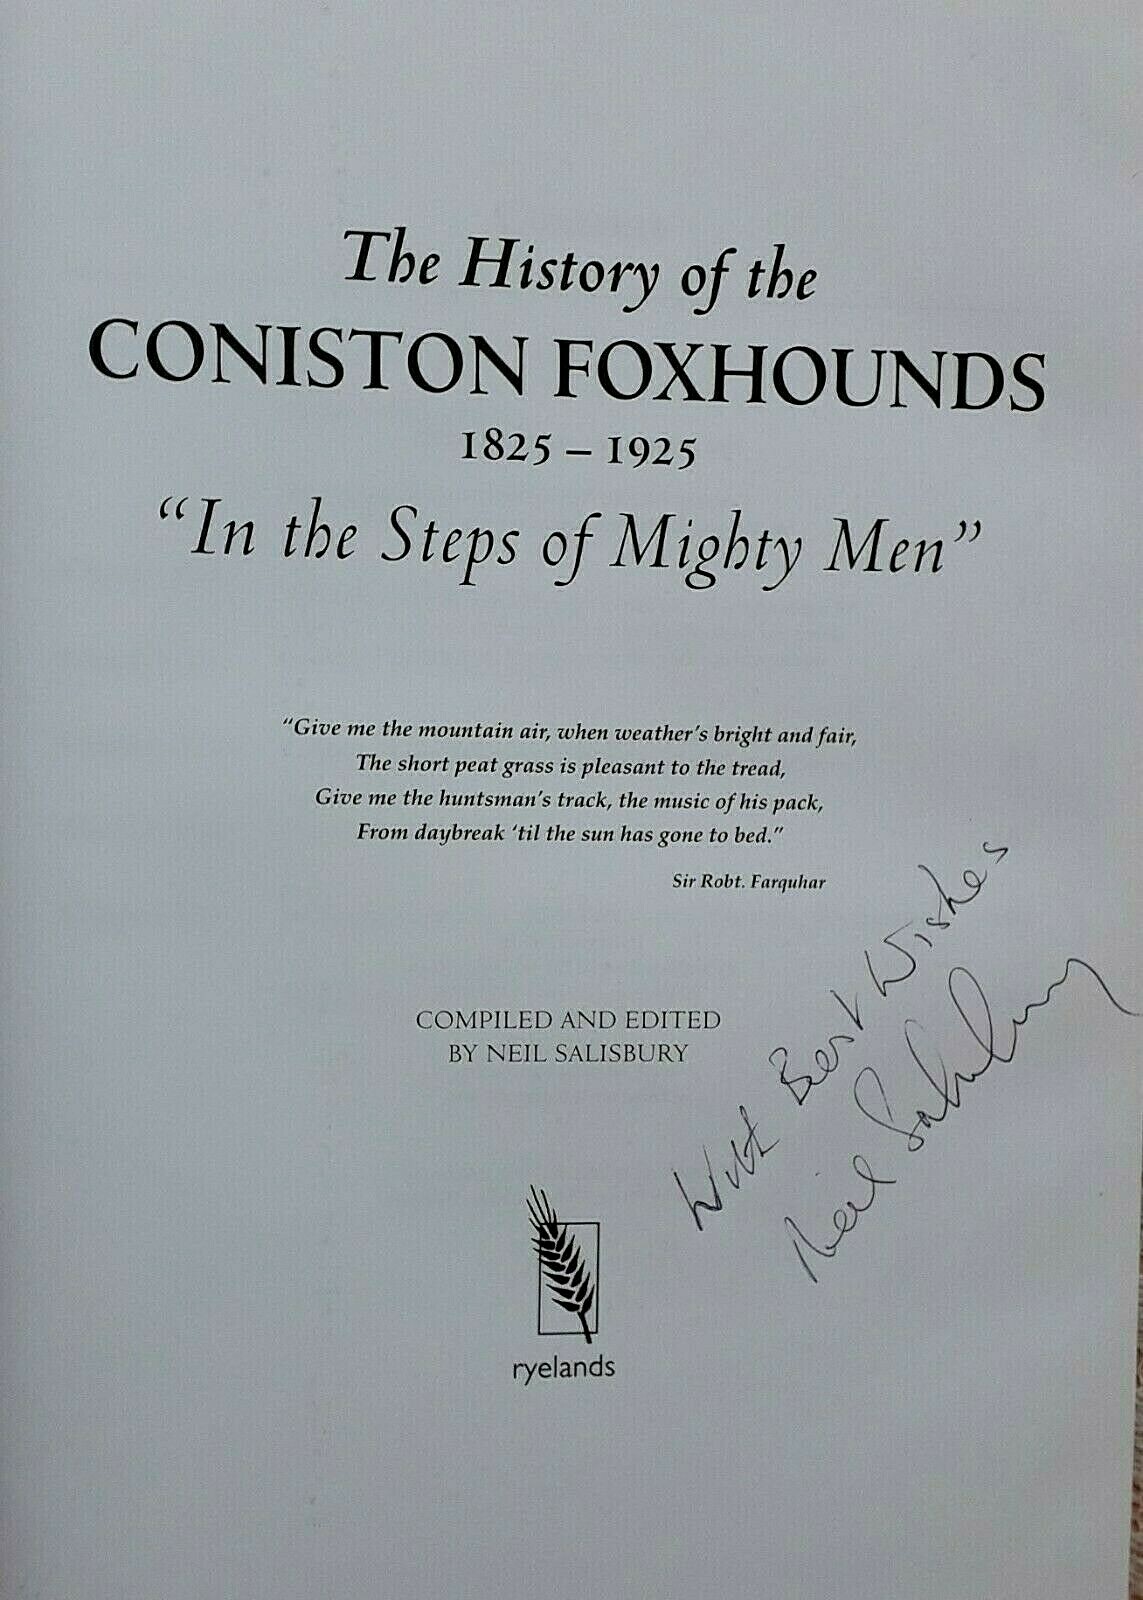 The History of the
CONISTON FOXHOUNDS
1825 – 1925
“In the Steps of Mighty Men”
“Give me the mountain air, when weather’s bright and fair,
The short peat grass is pleasant to the tread,
Give me the huntsman’s track, the music of his pack,
From daybreak ‘til the sun has gone to bed.”
Sir Robt. Farquhar
COMPILED AND EDITED
BY NEIL SALISBURY
With Best Wishes
Neil Salisbury
ryelands